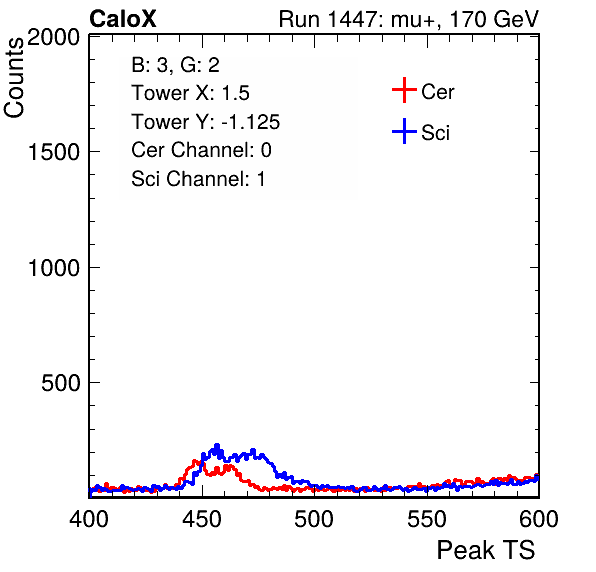 CaloX Run 1447: mu+, 170 GeV
Counts
2000
1500
1000
500
B: 3, G: 2
Tower X: 1.5
Tower Y: -1.125
Cer Channel: 0
Sci Channel: 1
Cer
Sci
400 450 500 550 600
Peak TS